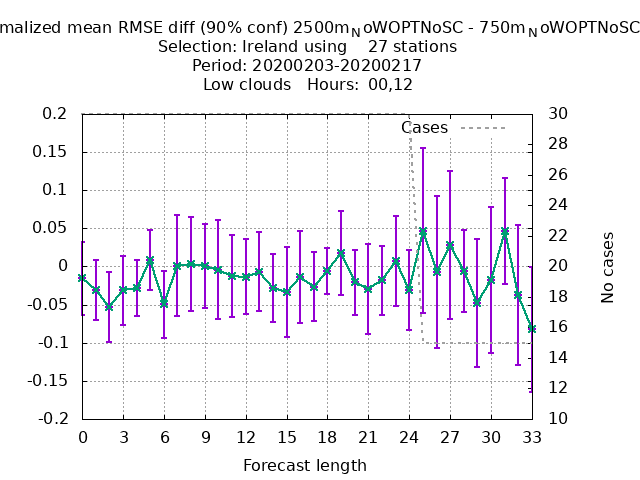 malized mean RMSE diff (90% conf) 2500mNoWOPTNoSC - 750mNoWOPTNoSC
Selection: Ireland using 27 stations
Period: 20200203-20200217
Low clouds Hours: 00,12
0.2
0.15
0.1
0.05
0
-0.05
-0.1
-0.15
-0.2
Cases
30
28
26
24
22
20
18
16
14
12
10
No cases
0 3 6 9 12 15 18 21 24 27 30 33
Forecast length